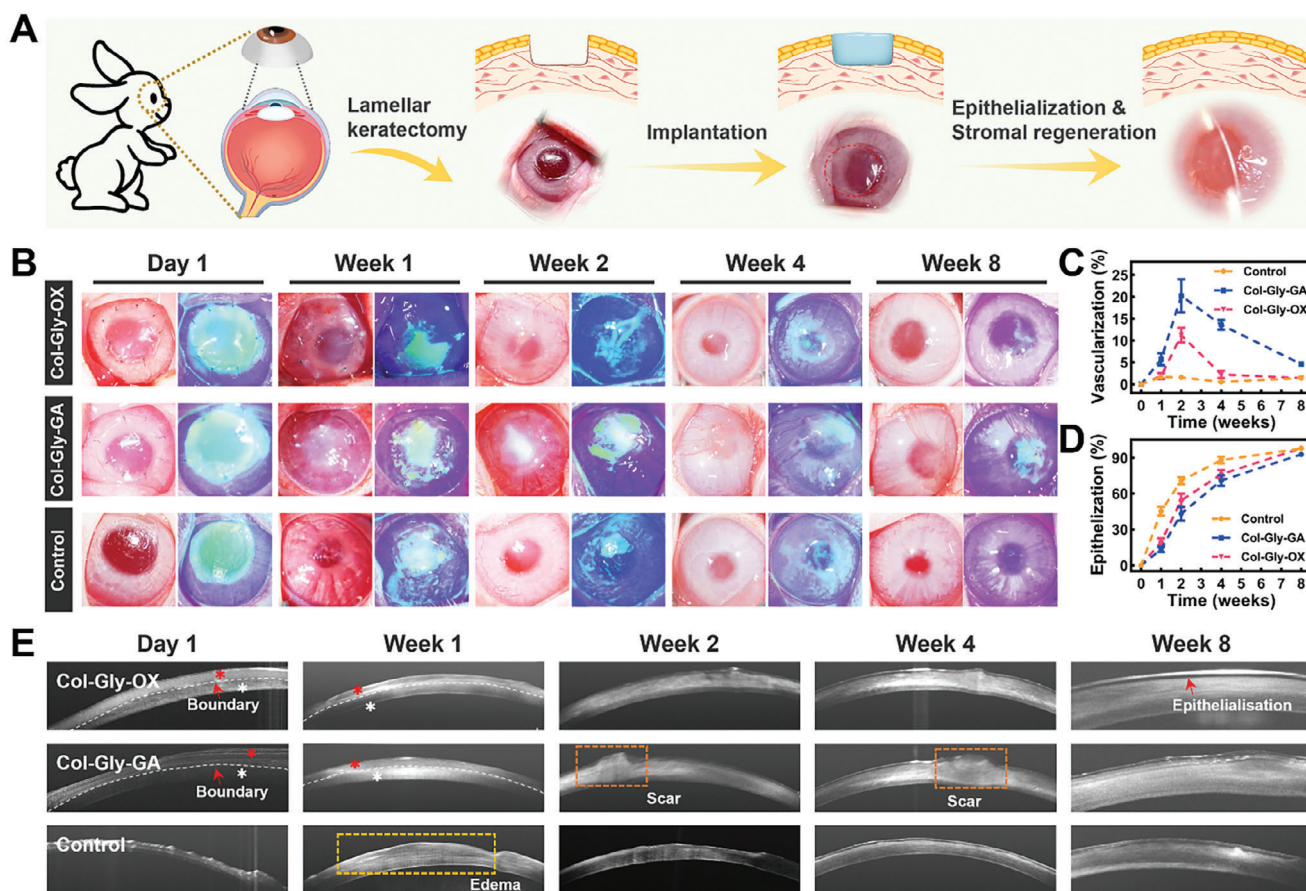 A
Lamellar
keratectomy
Implantation
Epithelialization &
Stromal regeneration
B
Day 1
Week 1
Week 2
Week 4
Week 8
Col-Gly-OX
Col-Gly-GA
Control
C
Vascularization (%)
25
20
15
10
5
0
Control
Col-Gly-GA
Col-Gly-OX
0 1 2 3 4 5 6 7 8
Time (weeks)
D
Epithelization (%)
90
60
30
0
Control
Col-Gly-GA
Col-Gly-OX
0 1 2 3 4 5 6 7 8
Time (weeks)
E
Day 1
Week 1
Week 2
Week 4
Week 8
Col-Gly-OX
Boundary
Epithelialisation
Col-Gly-GA
Boundary
Scar
Scar
Control
Edema